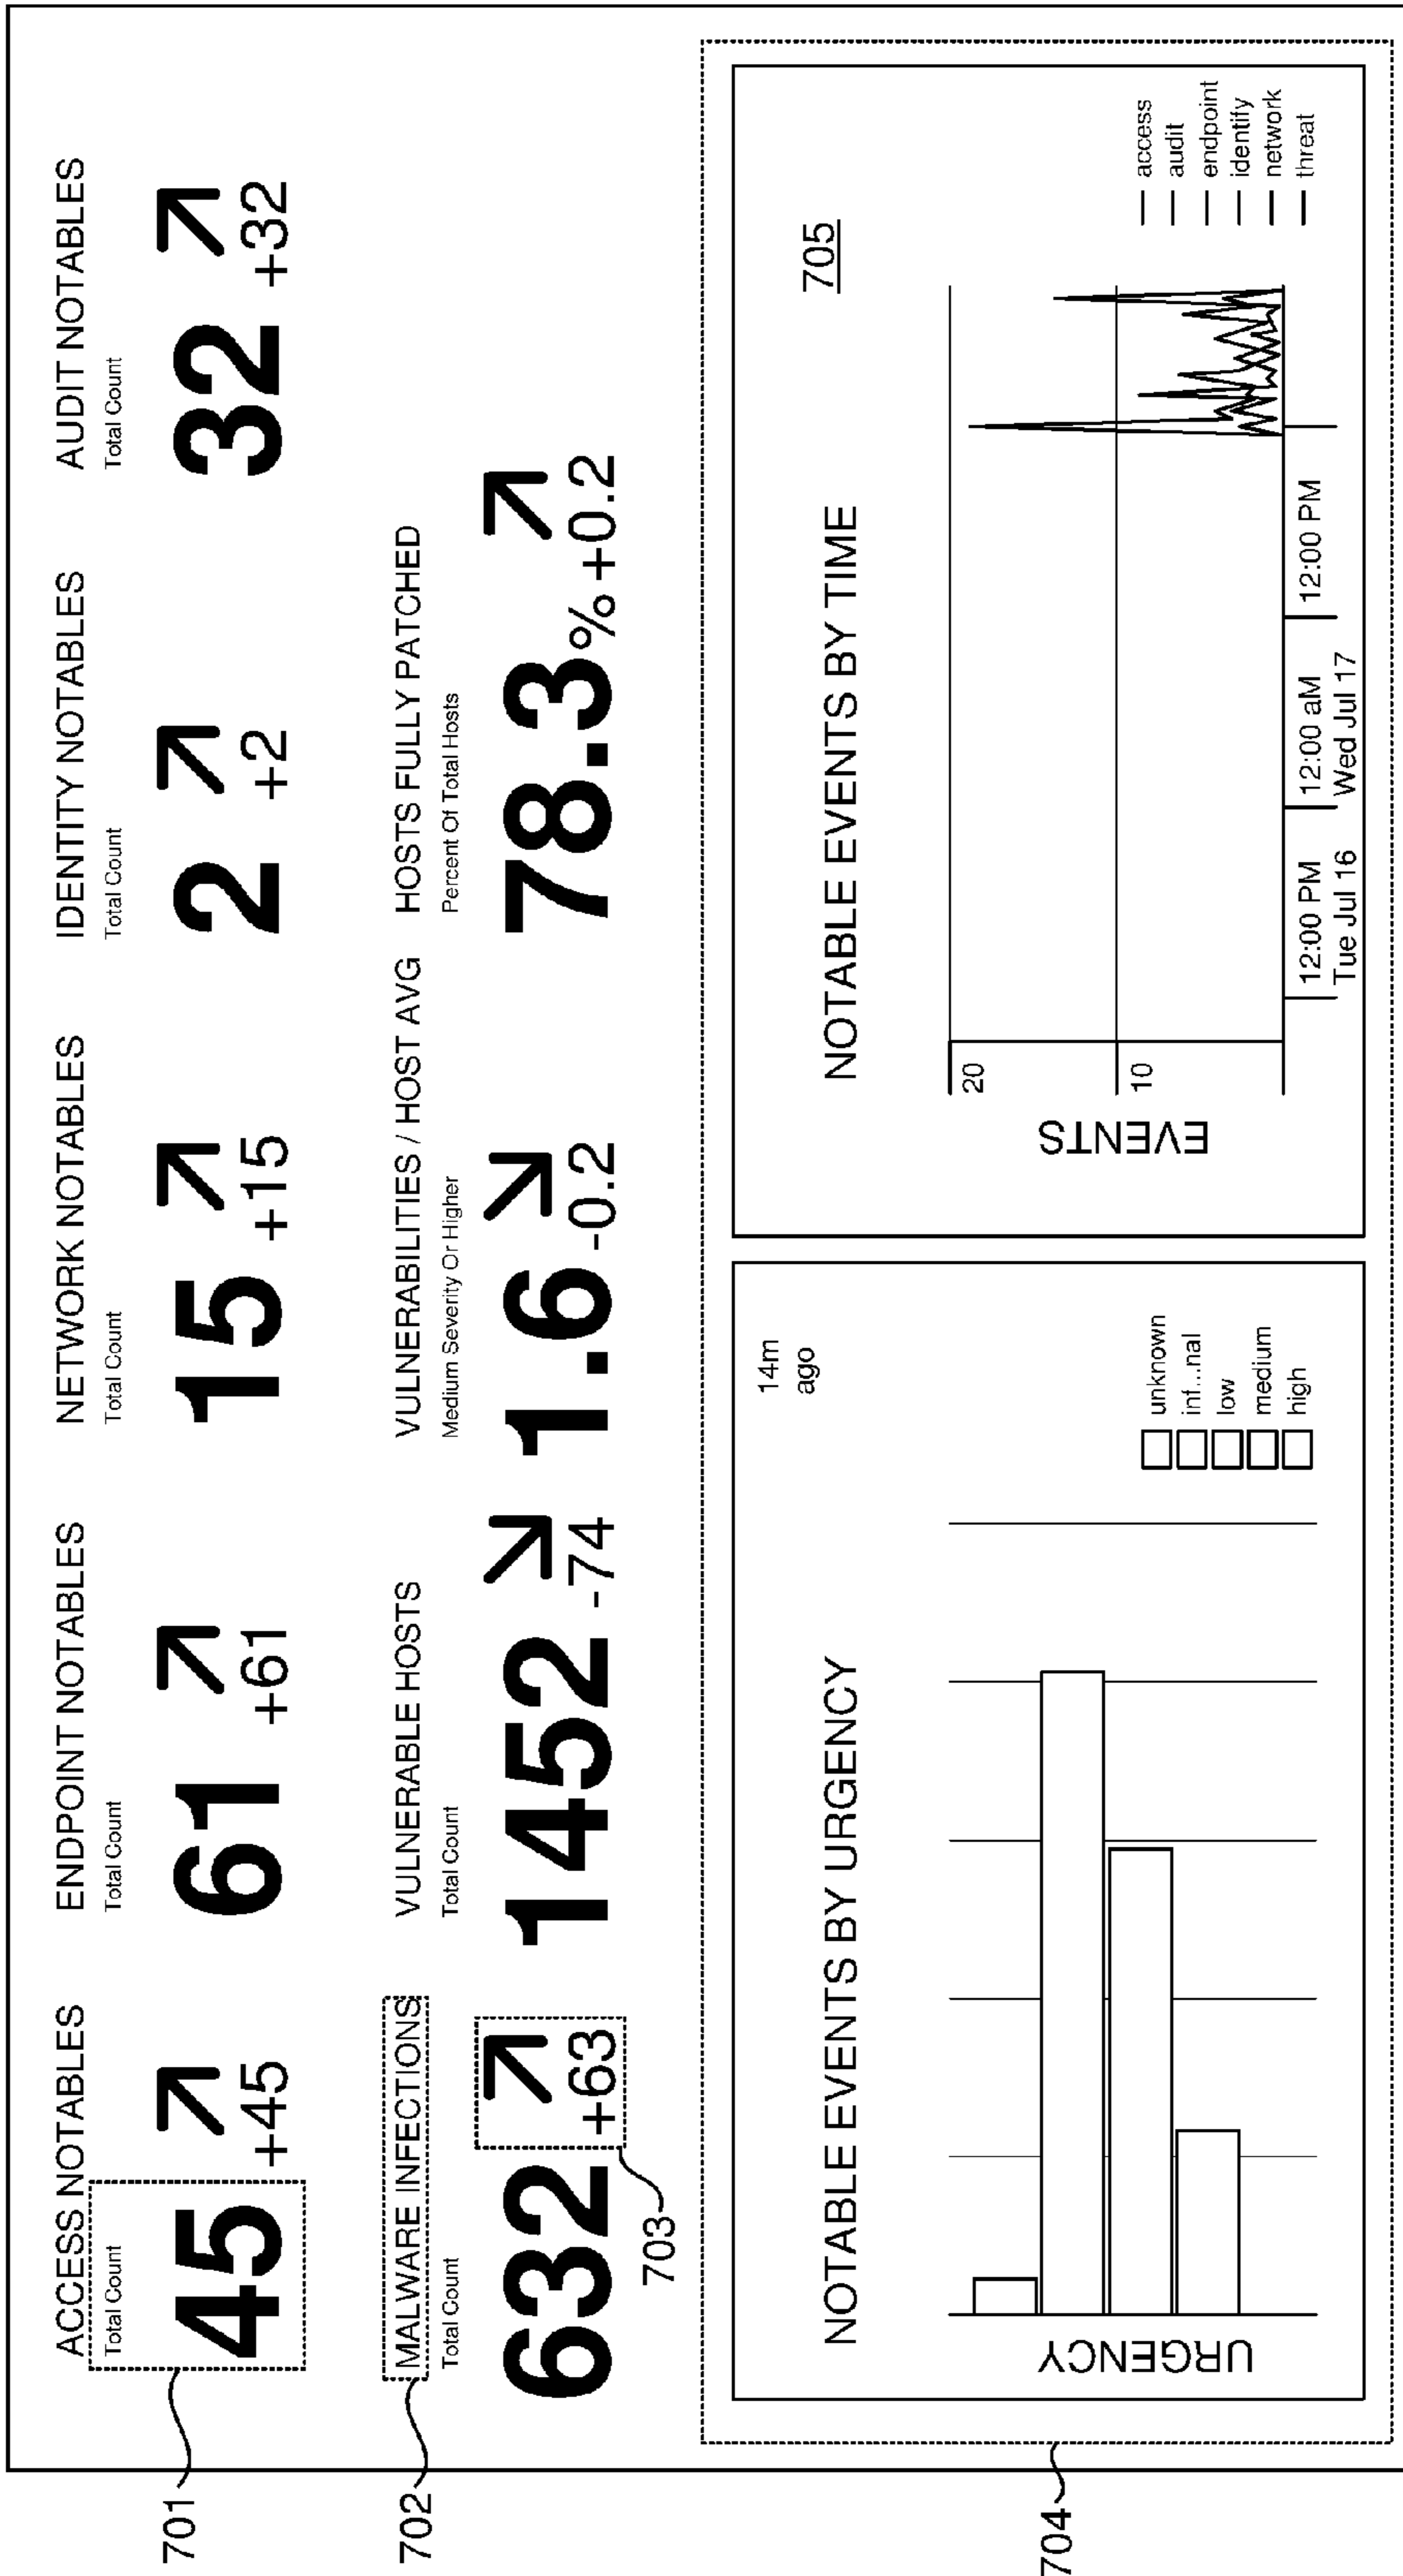 701
702
703
704
ACCESS NOTABLES
Total Count
45 +45
ENDPOINT NOTABLES
Total Count
61 +61
NETWORK NOTABLES
Total Count
15 +15
IDENTITY NOTABLES
Total Count
2 +2
AUDIT NOTABLES
Total Count
32 +32
MALWARE INFECTIONS
Total Count
632 +63
VULNERABLE HOSTS
Total Count
1452 -74
VULNERABILITIES / HOST AVG
Medium Severity Or Higher
1.6 -0.2
HOSTS FULLY PATCHED
Percent Of Total Hosts
78.3% +0.2
NOTABLE EVENTS BY URGENCY
14m
ago
URGENCY
unknown
inf...nal
low
medium
high
NOTABLE EVENTS BY TIME
705
EVENTS
20
10
12:00 PM
Tue Jul 16
12:00 aM
Wed Jul 17
12:00 PM
access
audit
endpoint
identify
network
threat